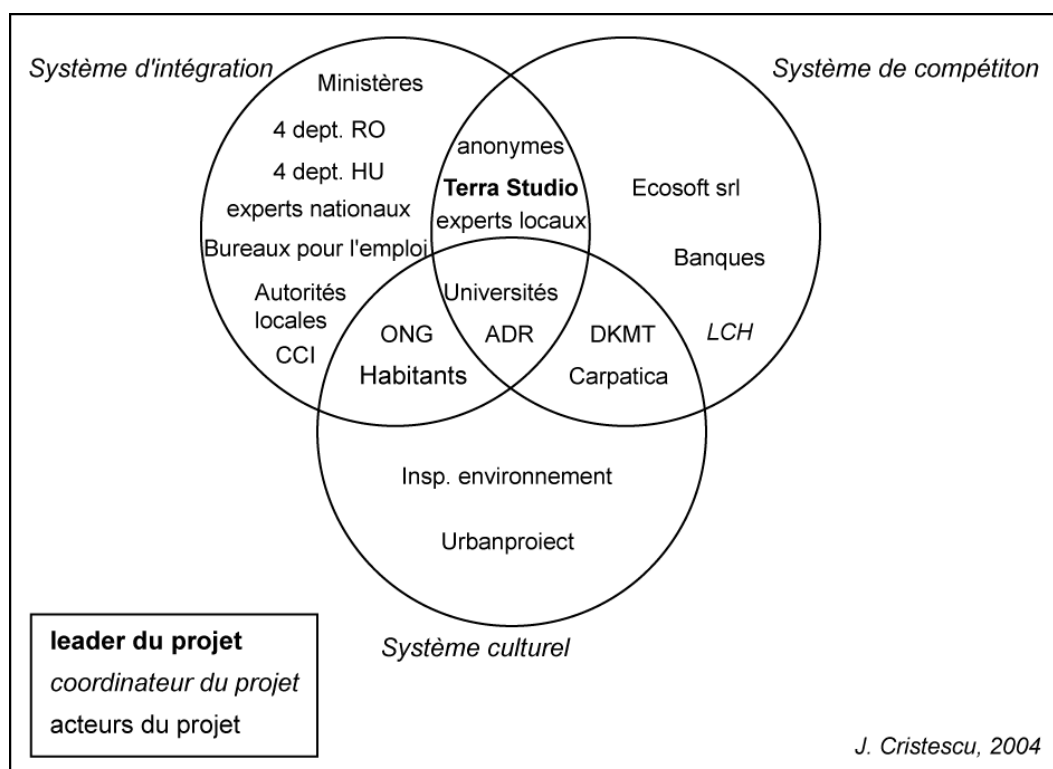 Système d'intégration
Système de compétiton
Ministères
4 dept. RO
4 dept. HU
experts nationaux
Bureaux pour l'emploi
Autorités
locales
CCI
anonymes
Terra Studio
experts locaux
Ecosoft srl
Banques
LCH
Universités
ADR
ONG
Habitants
DKMT
Carpatica
Insp. environnement
Urbanproiect
Système culturel
leader du projet
coordinateur du projet
acteurs du projet
J. Cristescu, 2004